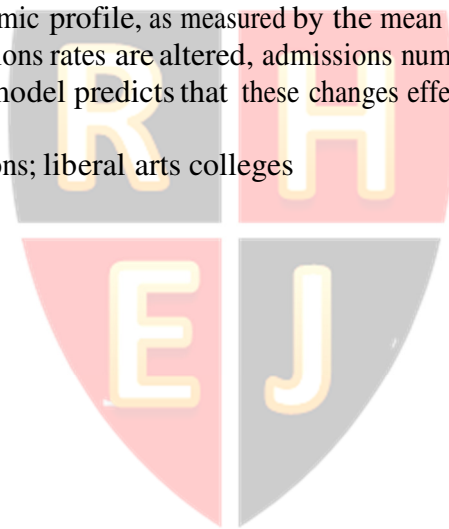 mic profile, as measured by the mean
ions rates are altered, admissions num
model predicts that these changes effe
ons; liberal arts colleges
R H
E J